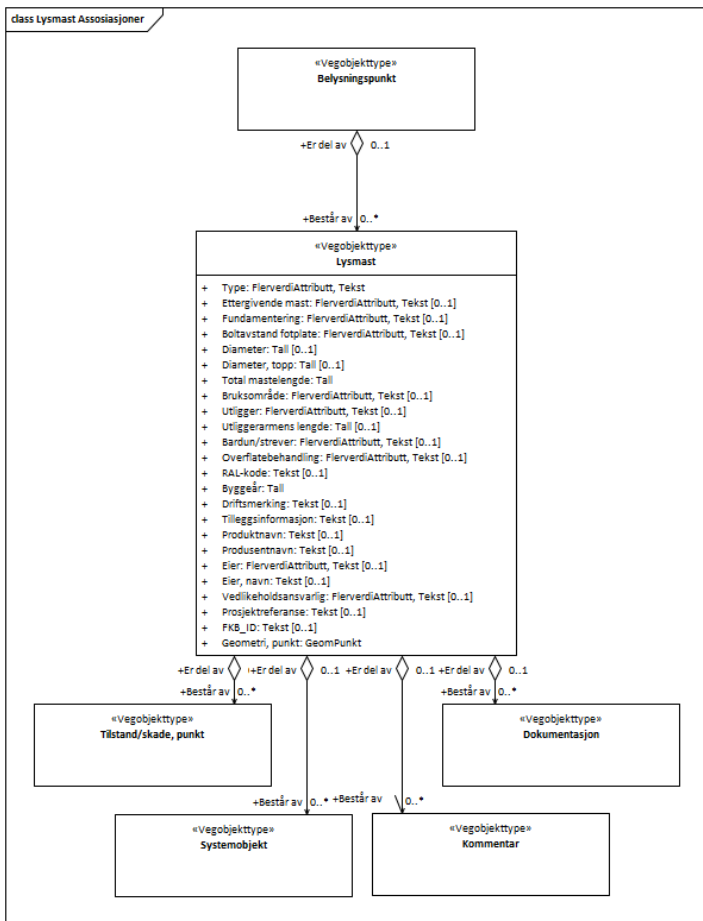 class Lysmast Assosiasjoner
«Vegobjekttype»
Belysningspunkt
+Er del av 0..1
+Består av 0..*
«Vegobjekttype»
Lysmast
+ Type: FlerverdiAttributt, Tekst
+ Ettergivende mast: FlerverdiAttributt, Tekst [0..1]
+ Fundamentering: FlerverdiAttributt, Tekst [0..1]
+ Boltavstand fotplate: FlerverdiAttributt, Tekst [0..1]
+ Diameter: Tall [0..1]
+ Diameter, topp: Tall [0..1]
+ Total mastelengde: Tall
+ Bruksområde: FlerverdiAttributt, Tekst [0..1]
+ Utligger: FlerverdiAttributt, Tekst [0..1]
+ Utliggerarmens lengde: Tall [0..1]
+ Bardun/strever: FlerverdiAttributt, Tekst [0..1]
+ Overflatebehandling: FlerverdiAttributt, Tekst [0..1]
+ RAL-kode: Tekst [0..1]
+ Byggeår: Tall
+ Driftsmerking: Tekst [0..1]
+ Tilleggsinformasjon: Tekst [0..1]
+ Produktnavn: Tekst [0..1]
+ Produsentnavn: Tekst [0..1]
+ Eier: FlerverdiAttributt, Tekst [0..1]
+ Eier, navn: Tekst [0..1]
+ Vedlikeholdsansvarlig: FlerverdiAttributt, Tekst [0..1]
+ Prosjektreferanse: Tekst [0..1]
+ FKB_ID: Tekst [0..1]
+ Geometri, punkt: GeomPunkt
+Er del av +Er del av 0..1 +Er del av 0..1 +Er del av 0..1
+Består av 0..* +Består av 0..*
«Vegobjekttype»
Tilstand/skade, punkt
«Vegobjekttype»
Dokumentasjon
+Består av 0..* +Består av 0..*
«Vegobjekttype»
Systemobjekt
«Vegobjekttype»
Kommentar